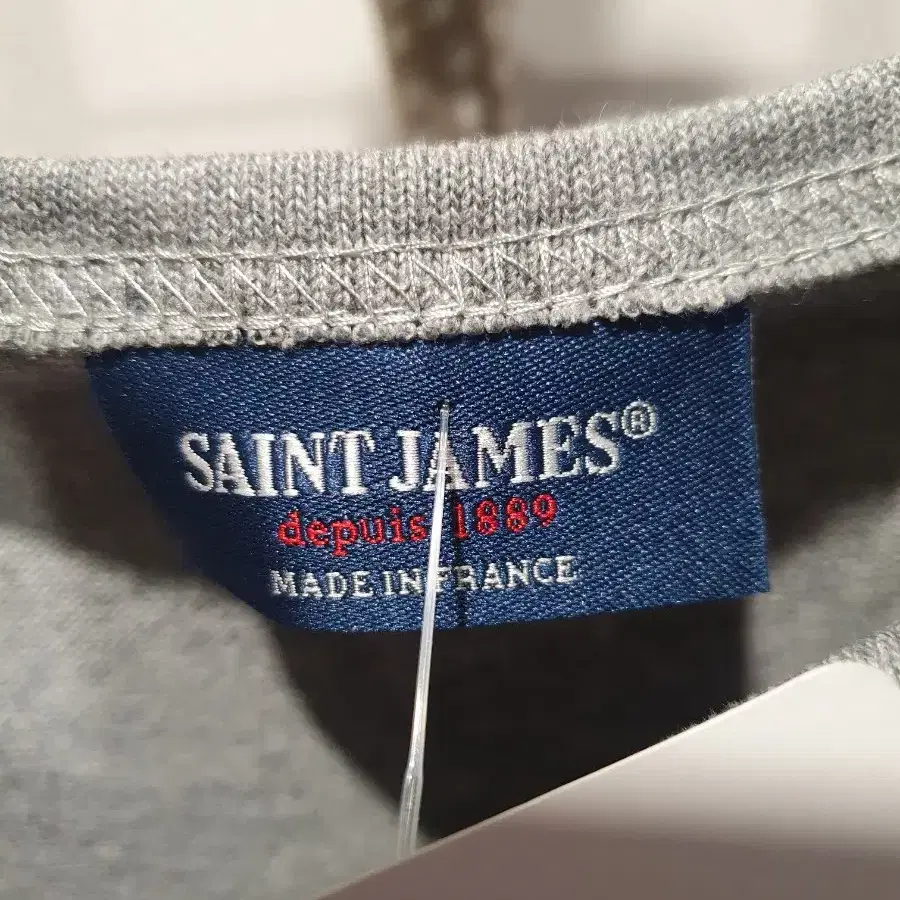 SAINT JAMES®
depuis 1889
MADE IN FRANCE